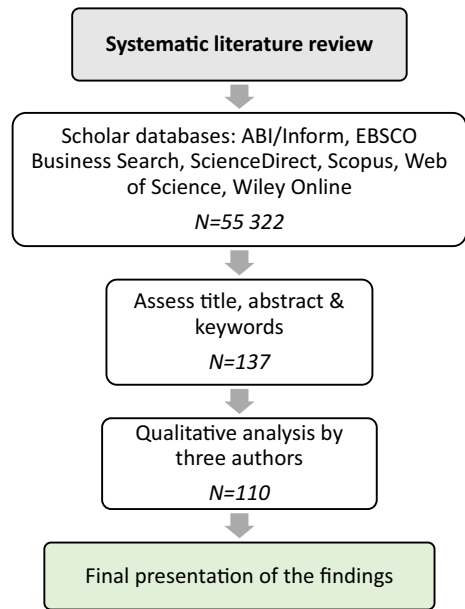 Systematic literature review
Scholar databases: ABI/Inform, EBSCO
Business Search, ScienceDirect, Scopus, Web
of Science, Wiley Online
N=55 322
Assess title, abstract &
keywords
N=137
Qualitative analysis by
three authors
N=110
Final presentation of the findings